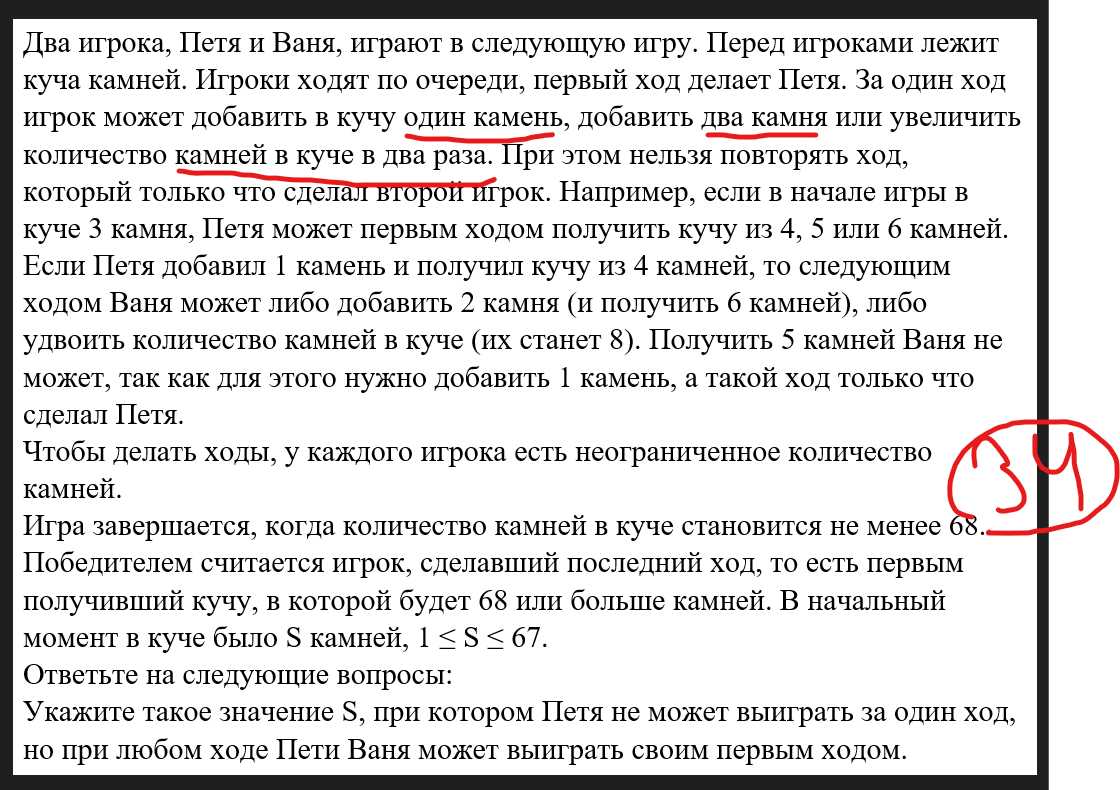 Два игрока, Петя и Ваня, играют в следующую игру. Перед игроками лежит
куча камней. Игроки ходят по очереди, первый ход делает Петя. За один ход
игрок может добавить в кучу один камень, добавить два камня или увеличить
количество камней в куче в два раза. При этом нельзя повторять ход,
который только что сделал второй игрок. Например, если в начале игры в
куче 3 камня, Петя может первым ходом получить кучу из 4, 5 или 6 камней.
Если Петя добавил 1 камень и получил кучу из 4 камней, то следующим
ходом Ваня может либо добавить 2 камня (и получить 6 камней), либо
удвоить количество камней в куче (их станет 8). Получить 5 камней Ваня не
может, так как для этого нужно добавить 1 камень, а такой ход только что
сделал Петя.
Чтобы делать ходы, у каждого игрока есть неограниченное количество
камней.
34
Игра завершается, когда количество камней в куче становится не менее 68.
Победителем считается игрок, сделавший последний ход, то есть первым
получивший кучу, в которой будет 68 или больше камней. В начальный
момент в куче было S камней, 1 ≤ S ≤ 67.
Ответьте на следующие вопросы:
Укажите такое значение S, при котором Петя не может выиграть за один ход,
но при любом ходе Пети Ваня может выиграть своим первым ходом.